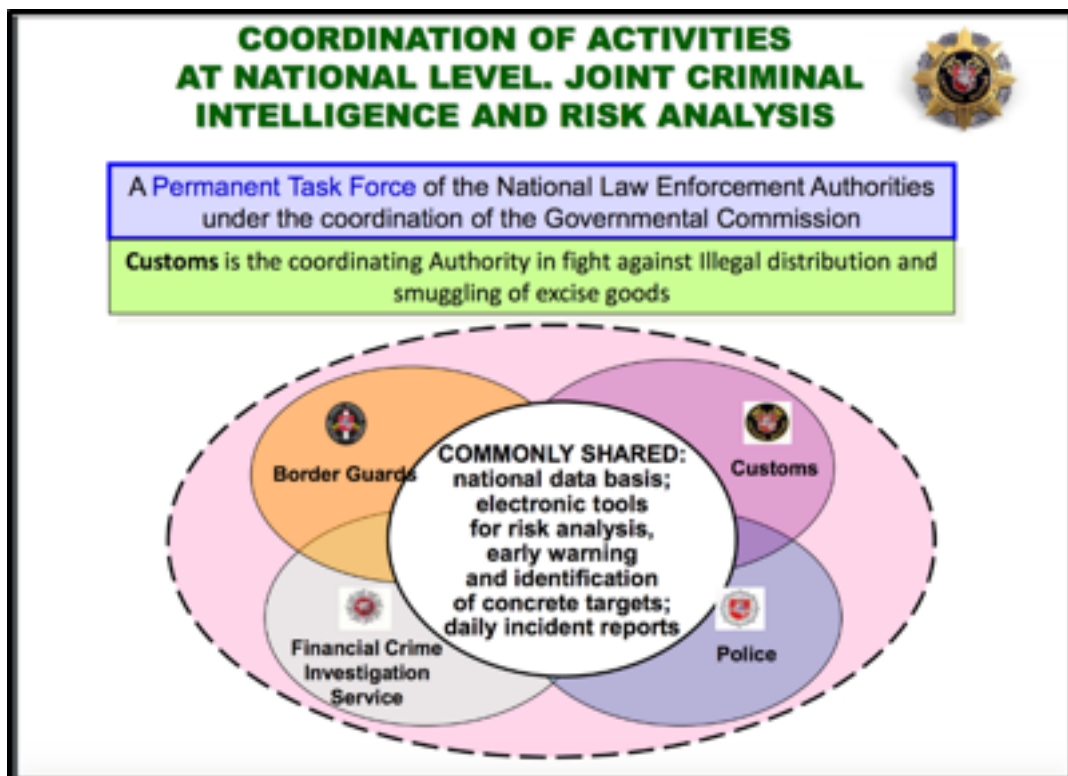 COORDINATION OF ACTIVITIES
AT NATIONAL LEVEL. JOINT CRIMINAL
INTELLIGENCE AND RISK ANALYSIS
A Permanent Task Force of the National Law Enforcement Authorities
under the coordination of the Governmental Commission
Customs is the coordinating Authority in fight against Illegal distribution and
smuggling of excise goods
Border Guards
COMMONLY SHARED:
national data basis;
electronic tools
for risk analysis,
early warning
and identification
of concrete targets;
daily incident reports
Customs
Financial Crime
Investigation
Service
Police